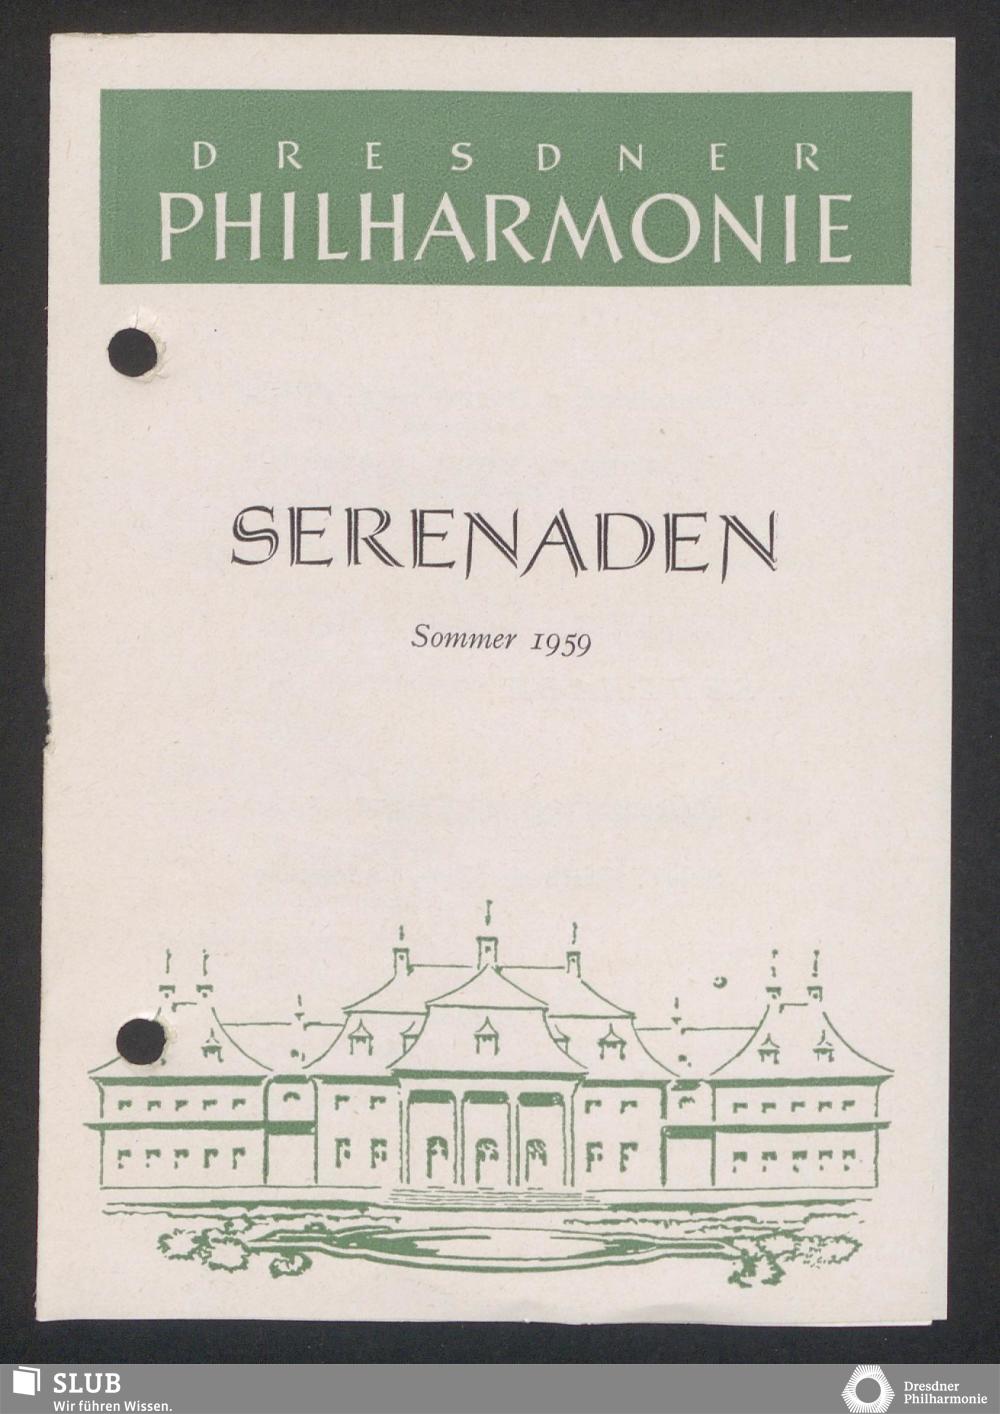 DRESDNER
PHILHARMONIE
SERENADEN
Sommer 1959
SLUB
Wir führen Wissen.
Dresdner
Philharmonie